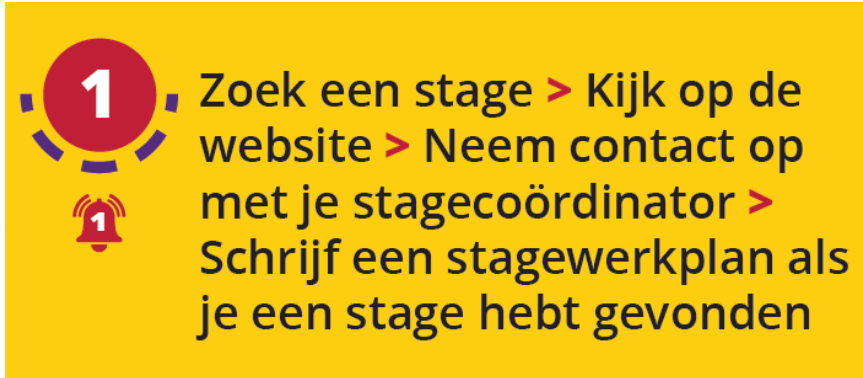 1
Zoek een stage > Kijk op de
website > Neem contact op
met je stagecoördinator >
Schrijf een stagewerkplan als
je een stage hebt gevonden
1